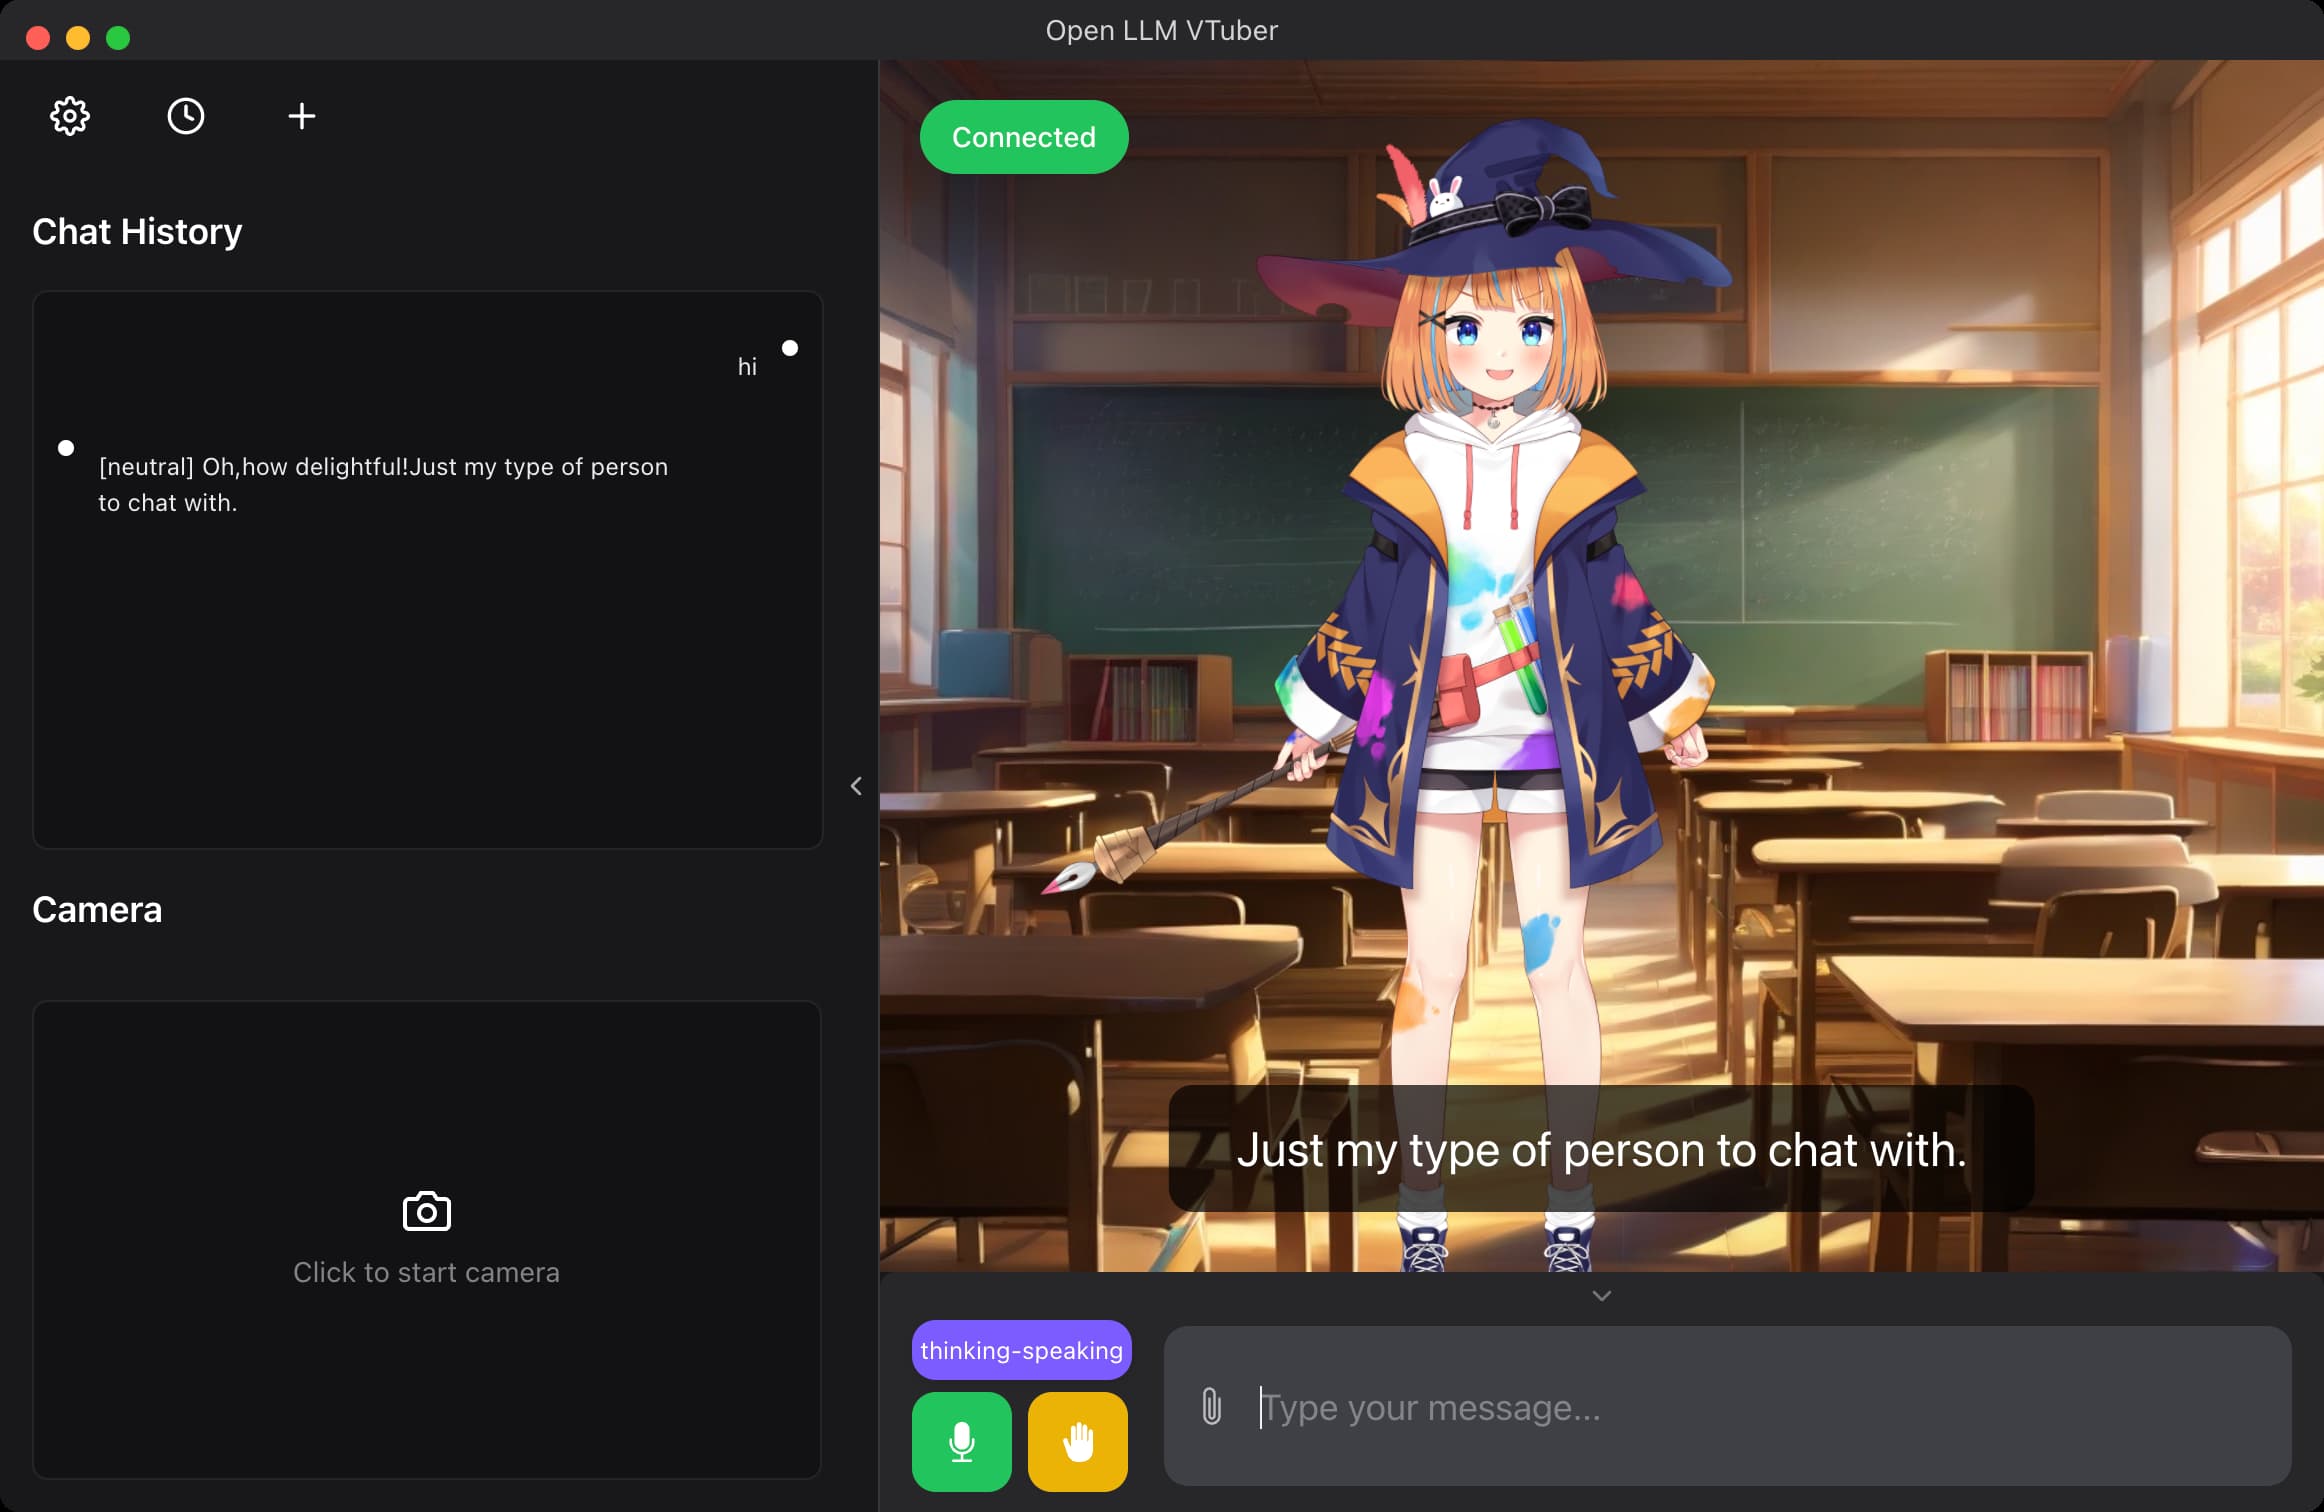 Open LLM VTuber
Chat History
hi
[neutral] Oh,how delightful!Just my type of person
to chat with.
Camera
Click to start camera
Connected
Just my type of person to chat with.
thinking-speaking
Type your message...